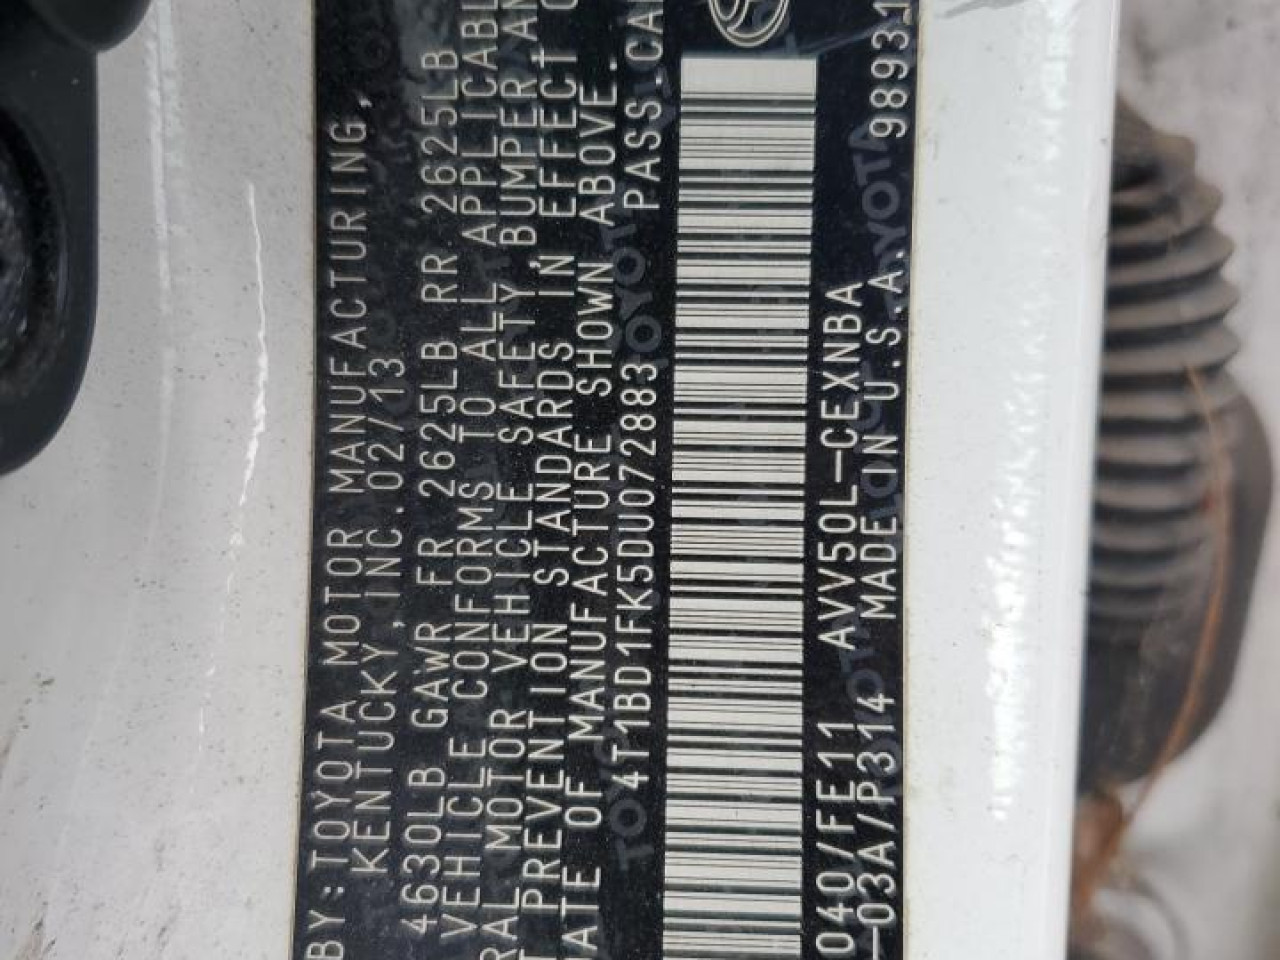 BY:TOYOTA MOTOR MANUFACTURING,
KENTUCKY,INC. 02/13
4630LB GAWR FR 2625LB RR 2625LB
VEHICLE CONFORMS TO ALL APPLICABL
RAL MOTOR VEHICLE SAFETY, BUMPER AN
T PREVENTION STANDARDS IN EFFECT O
ATE OF MANUFACTURE SHOWN ABOVE.
4T1BD1FK5DU072883 PASS.CA
040/FE11 AVV50L-CEXNBA
-03A/P314 MADE IN U.S.A. 98931